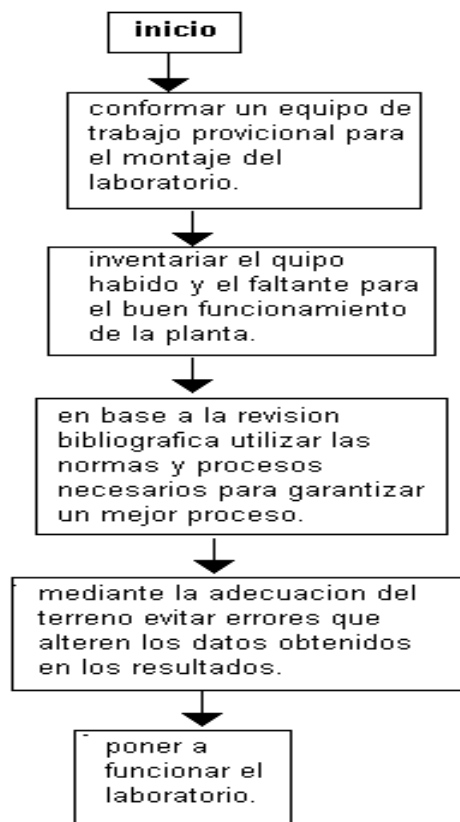 inicio
conformar un equipo de
trabajo provicional para
el montaje del
laboratorio.
inventariar el quipo
habido y el faltante para
el buen funcionamiento
de la planta.
en base a la revision
bibliografica utilizar las
normas y procesos
necesarios para garantizar
un mejor proceso.
mediante la adecuacion del
terreno evitar errores que
alteren los datos obtenidos
en los resultados.
poner a
funcionar el
laboratorio.